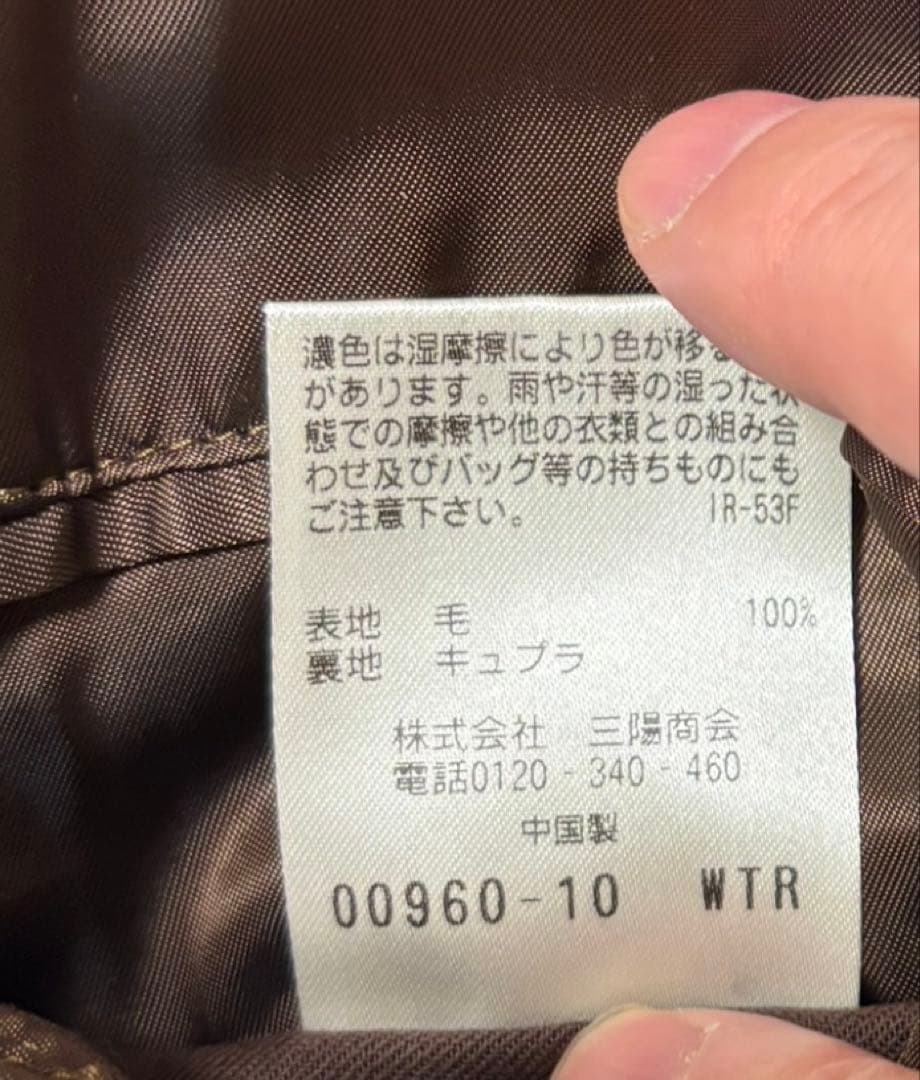 濃色は湿摩擦により色が移
があります。雨や汗等の湿った状
態での摩擦や他の衣類との組み合
わせ及びバッグ等の持ちものにも
ご注意下さい。 IR-53F
表地 毛 100%
裏地 キュプラ
株式会社 三陽商会
電話0120-340-460
中国製
00960-10 WTR